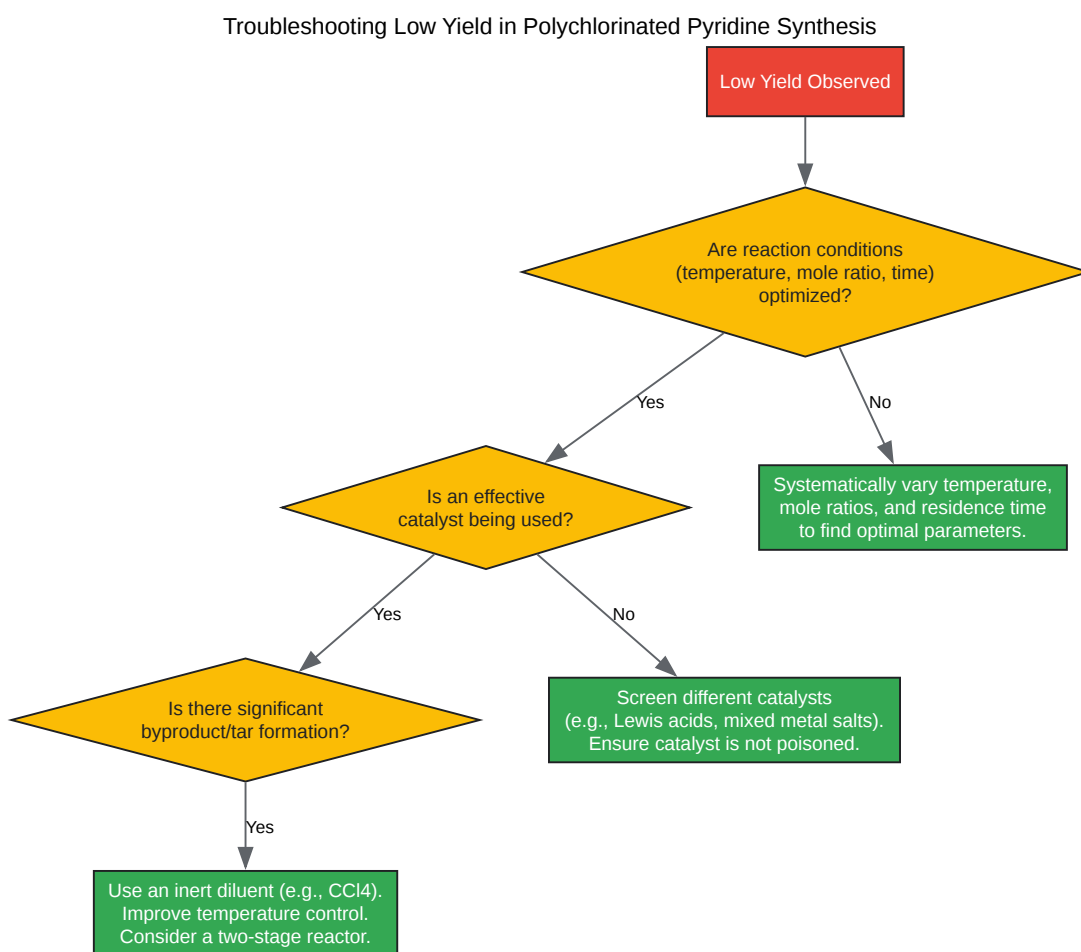 Troubleshooting Low Yield in Polychlorinated Pyridine Synthesis
Low Yield Observed
Are reaction conditions
(temperature, mole ratio, time)
optimized?
Yes
No
Is an effective
catalyst being used?
Systematically vary temperature,
mole ratios, and residence time
to find optimal parameters.
Yes
No
Is there significant
byproduct/tar formation?
Screen different catalysts
(e.g., Lewis acids, mixed metal salts).
Ensure catalyst is not poisoned.
Yes
Use an inert diluent (e.g., CCl4).
Improve temperature control.
Consider a two-stage reactor.